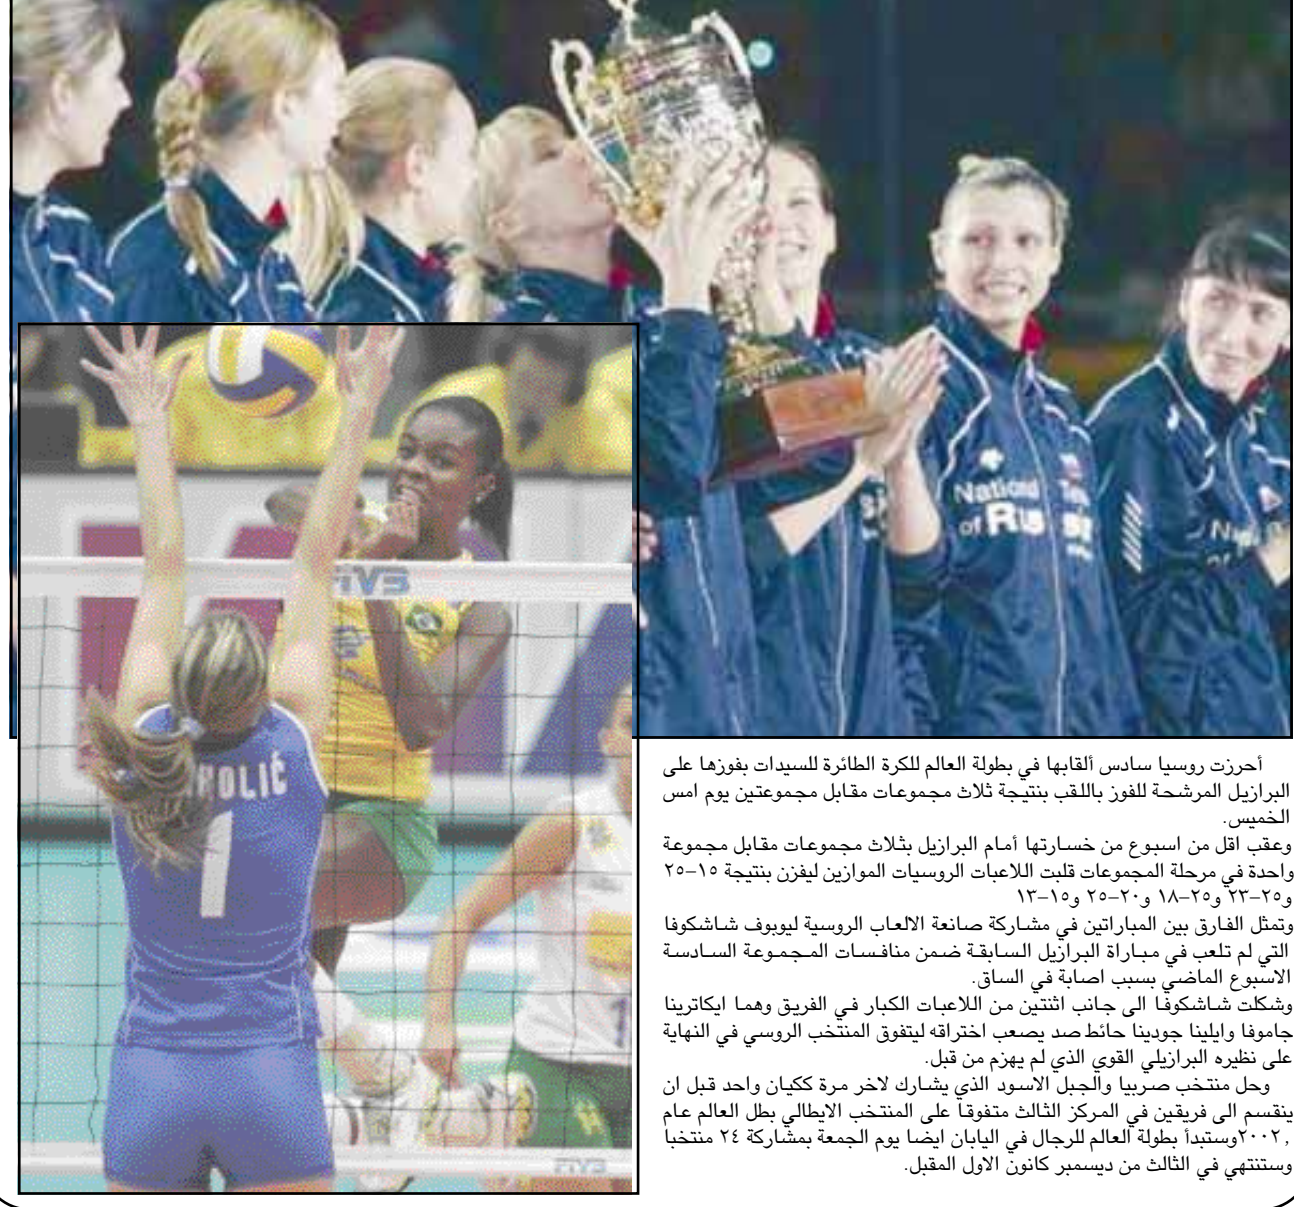 National Team
of Russia
FIVB
OLIĆ
1
FIVB
أحرزت روسيا سادس ألقابها في بطولة العالم للكرة الطائرة للسيدات بفوزها على
البرازيل المرشحة للفوز باللقب بنتيجة ثلاث مجموعات مقابل مجموعتين يوم امس
الخميس.
وعقب اقل من اسبوع من خسارتها أمام البرازيل بثلاث مجموعات مقابل مجموعة
واحدة في مرحلة المجموعات قلبت اللاعبات الروسيات الموازين ليفزن بنتيجة ١٥-٢٥
و٢٥-٢٣ و٢٥-١٨ و٢٠-٢٥ و١٥-١٣
وتمثل الفارق بين المباراتين في مشاركة صانعة الالعاب الروسية ليوبوف شاشكوفا
التي لم تلعب في مباراة البرازيل السابقة ضمن منافسات المجموعة السادسة
الاسبوع الماضي بسبب اصابة في الساق.
وشكلت شاشكوفا الى جانب اثنتين من اللاعبات الكبار في الفريق وهما ايكاترينا
جاموفا وايلينا جودينا حائط صد يصعب اختراقه ليتفوق المنتخب الروسي في النهاية
على نظيره البرازيلي القوي الذي لم يهزم من قبل.
وحل منتخب صربيا والجبل الاسود الذي يشارك لاخر مرة ككيان واحد قبل ان
ينقسم الى فريقين في المركز الثالث متفوقا على المنتخب الايطالي بطل العالم عام
٢٠٠٢,وستبدأ بطولة العالم للرجال في اليابان ايضا يوم الجمعة بمشاركة ٢٤ منتخبا
وستنتهي في الثالث من ديسمبر كانون الاول المقبل.